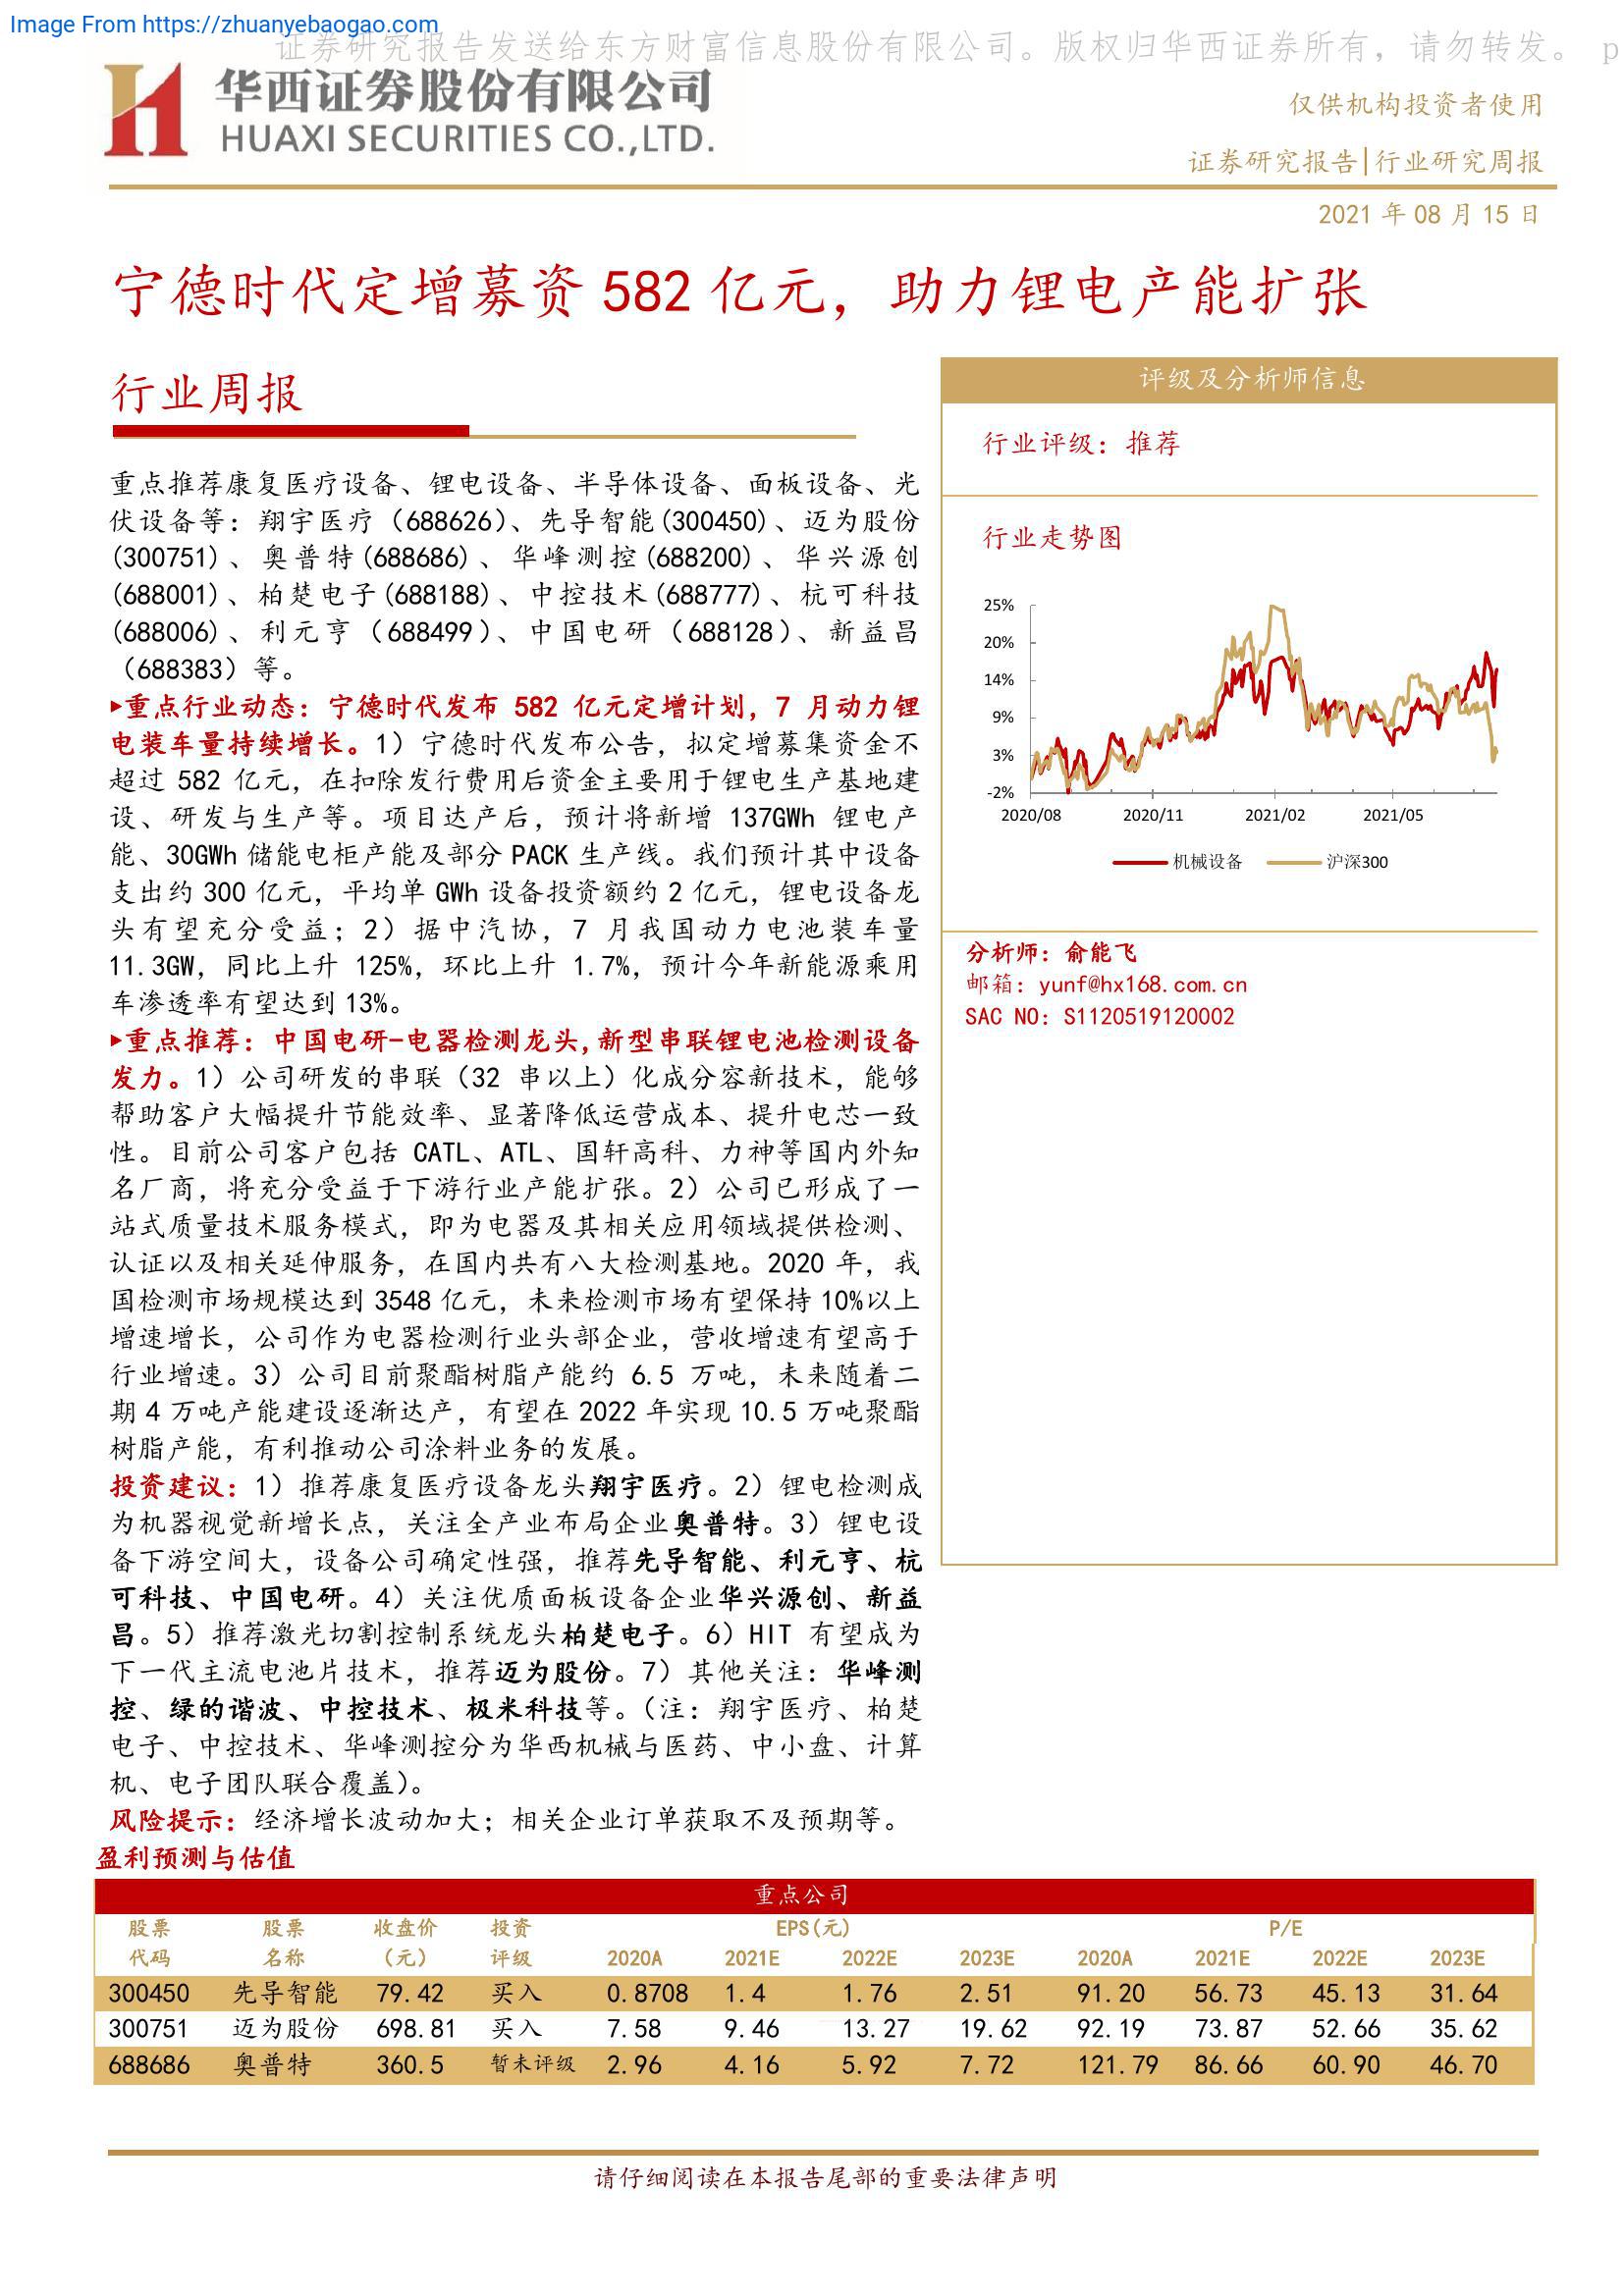 Image From https://zhuanyebaogao.com
证券研究报告发送给东方财富信息股份有限公司。版权归华西证券所有，请勿转发。 p
华西证券股份有限公司
HUAXI SECURITIES CO.,LTD.
仅供机构投资者使用
证券研究报告|行业研究周报
2021 年 08 月 15 日
宁德时代定增募资 582 亿元，助力锂电产能扩张
行业周报
重点推荐康复医疗设备、锂电设备、半导体设备、面板设备、光
伏设备等：翔宇医疗（688626）、先导智能(300450)、迈为股份
(300751)、奥普特(688686)、华峰测控(688200)、华兴源创
(688001)、柏楚电子(688188)、中控技术(688777)、杭可科技
(688006)、利元亨（688499）、中国电研（688128）、新益昌
（688383）等。
▸重点行业动态：宁德时代发布 582 亿元定增计划，7 月动力锂
电装车量持续增长。1）宁德时代发布公告，拟定增募集资金不
超过 582 亿元，在扣除发行费用后资金主要用于锂电生产基地建
设、研发与生产等。项目达产后，预计将新增 137GWh 锂电产
能、30GWh 储能电柜产能及部分 PACK 生产线。我们预计其中设备
支出约 300 亿元，平均单 GWh 设备投资额约 2 亿元，锂电设备龙
头有望充分受益；2）据中汽协，7 月我国动力电池装车量
11.3GW，同比上升 125%，环比上升 1.7%，预计今年新能源乘用
车渗透率有望达到 13%。
▸重点推荐：中国电研-电器检测龙头,新型串联锂电池检测设备
发力。1）公司研发的串联（32 串以上）化成分容新技术，能够
帮助客户大幅提升节能效率、显著降低运营成本、提升电芯一致
性。目前公司客户包括 CATL、ATL、国轩高科、力神等国内外知
名厂商，将充分受益于下游行业产能扩张。2）公司已形成了一
站式质量技术服务模式，即为电器及其相关应用领域提供检测、
认证以及相关延伸服务，在国内共有八大检测基地。2020 年，我
国检测市场规模达到 3548 亿元，未来检测市场有望保持 10%以上
增速增长，公司作为电器检测行业头部企业，营收增速有望高于
行业增速。3）公司目前聚酯树脂产能约 6.5 万吨，未来随着二
期 4 万吨产能建设逐渐达产，有望在 2022 年实现 10.5 万吨聚酯
树脂产能，有利推动公司涂料业务的发展。
投资建议：1）推荐康复医疗设备龙头翔宇医疗。2）锂电检测成
为机器视觉新增长点，关注全产业布局企业奥普特。3）锂电设
备下游空间大，设备公司确定性强，推荐先导智能、利元亨、杭
可科技、中国电研。4）关注优质面板设备企业华兴源创、新益
昌。5）推荐激光切割控制系统龙头柏楚电子。6）HIT 有望成为
下一代主流电池片技术，推荐迈为股份。7）其他关注：华峰测
控、绿的谐波、中控技术、极米科技等。（注：翔宇医疗、柏楚
电子、中控技术、华峰测控分为华西机械与医药、中小盘、计算
机、电子团队联合覆盖）。
风险提示：经济增长波动加大；相关企业订单获取不及预期等。
评级及分析师信息
行业评级：推荐
行业走势图
25%
20%
14%
9%
3%
-2%
2020/08 2020/11 2021/02 2021/05
机械设备 沪深300
分析师：俞能飞
邮箱：yunf@hx168.com.cn
SAC NO：S1120519120002
盈利预测与估值
重点公司
股票 股票 收盘价 投资 EPS(元) P/E
代码 名称 （元） 评级 2020A 2021E 2022E 2023E 2020A 2021E 2022E 2023E
300450 先导智能 79.42 买入 0.8708 1.4 1.76 2.51 91.20 56.73 45.13 31.64
300751 迈为股份 698.81 买入 7.58 9.46 13.27 19.62 92.19 73.87 52.66 35.62
688686 奥普特 360.5 暂未评级 2.96 4.16 5.92 7.72 121.79 86.66 60.90 46.70
请仔细阅读在本报告尾部的重要法律声明